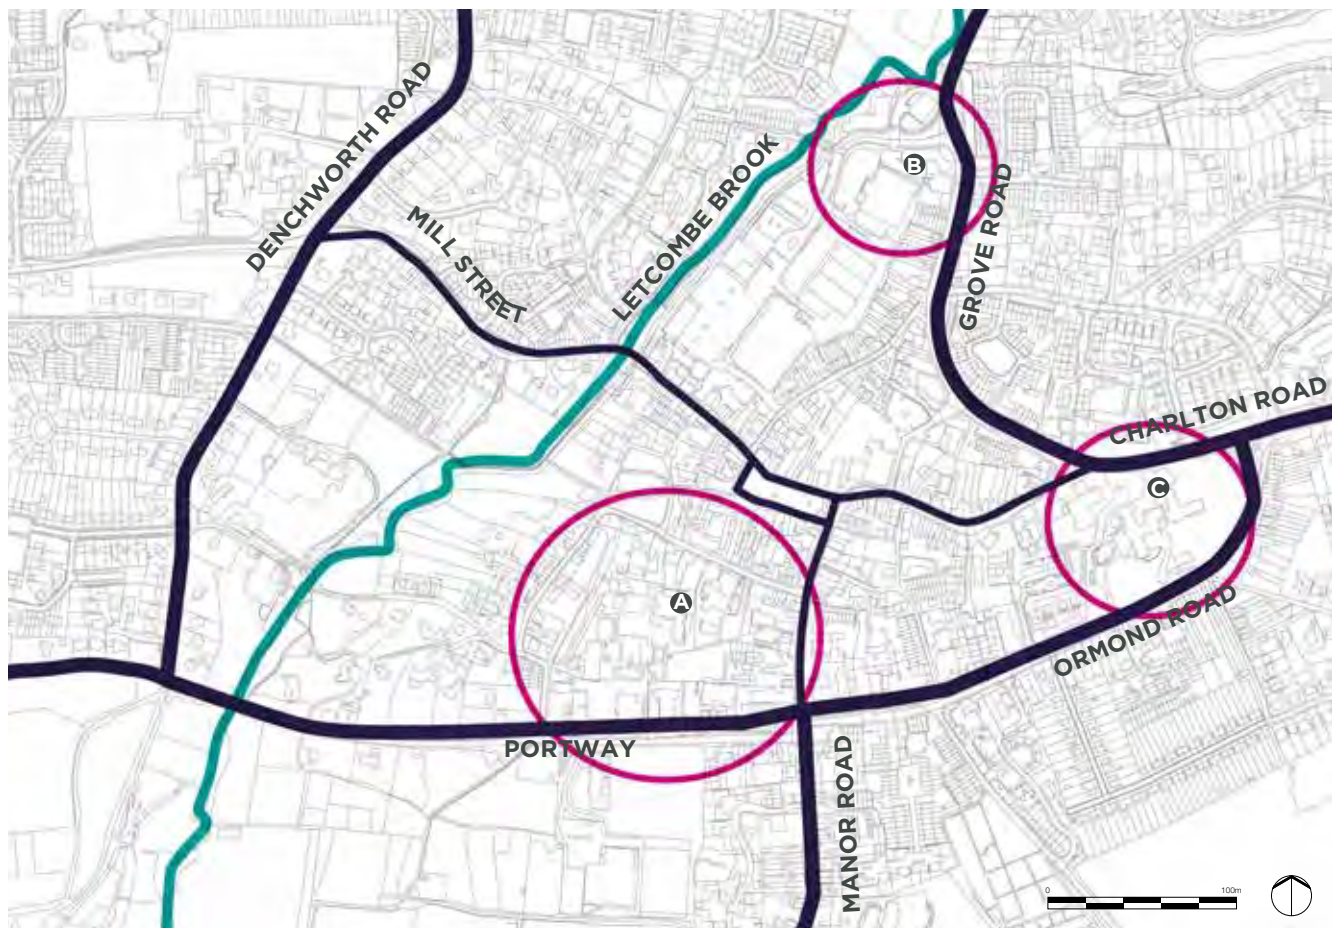 DENCHWORTH ROAD
MILL STREET
LETCOMBE BROOK
B
GROVE ROAD
CHARLTON ROAD
C
A
ORMOND ROAD
PORTWAY
MANOR ROAD
0 100m